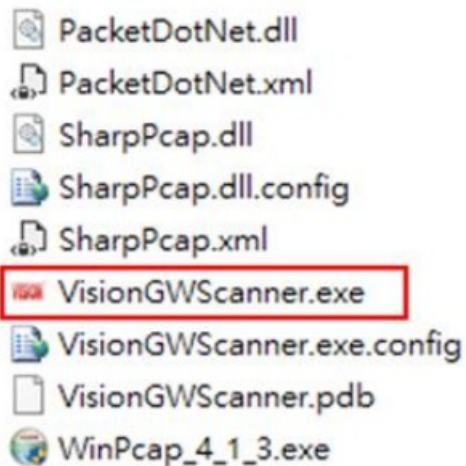 PacketDotNet.dll
PacketDotNet.xml
SharpPcap.dll
SharpPcap.dll.config
SharpPcap.xml
VISION VisionGWScanner.exe
VisionGWScanner.exe.config
VisionGWScanner.pdb
WinPcap_4_1_3.exe